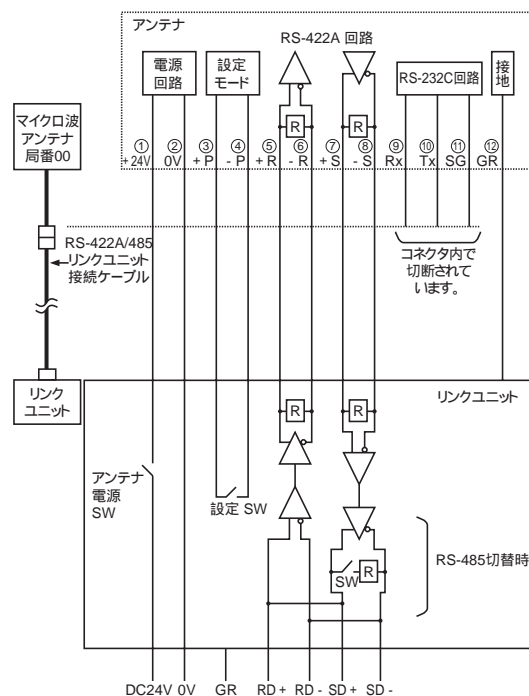 アンテナ
RS-422A 回路
電源
回路
設定
モード
RS-232C回路
接
地
マイクロ波
アンテナ
局番00
R
R
① ② ③ ④ ⑤ ⑥ ⑦ ⑧ ⑨ ⑩ ⑪ ⑫
+24V 0V +P -P +R -R +S -S Rx Tx SG GR
RS-422A/485
リンクユニット
接続ケーブル
コネクタ内で
切断されて
います。
リンク
ユニット
リンクユニット
R
R
アンテナ
電源
SW
設定 SW
SW
R
RS-485切替時
DC24V 0V GR RD+ RD- SD+ SD-